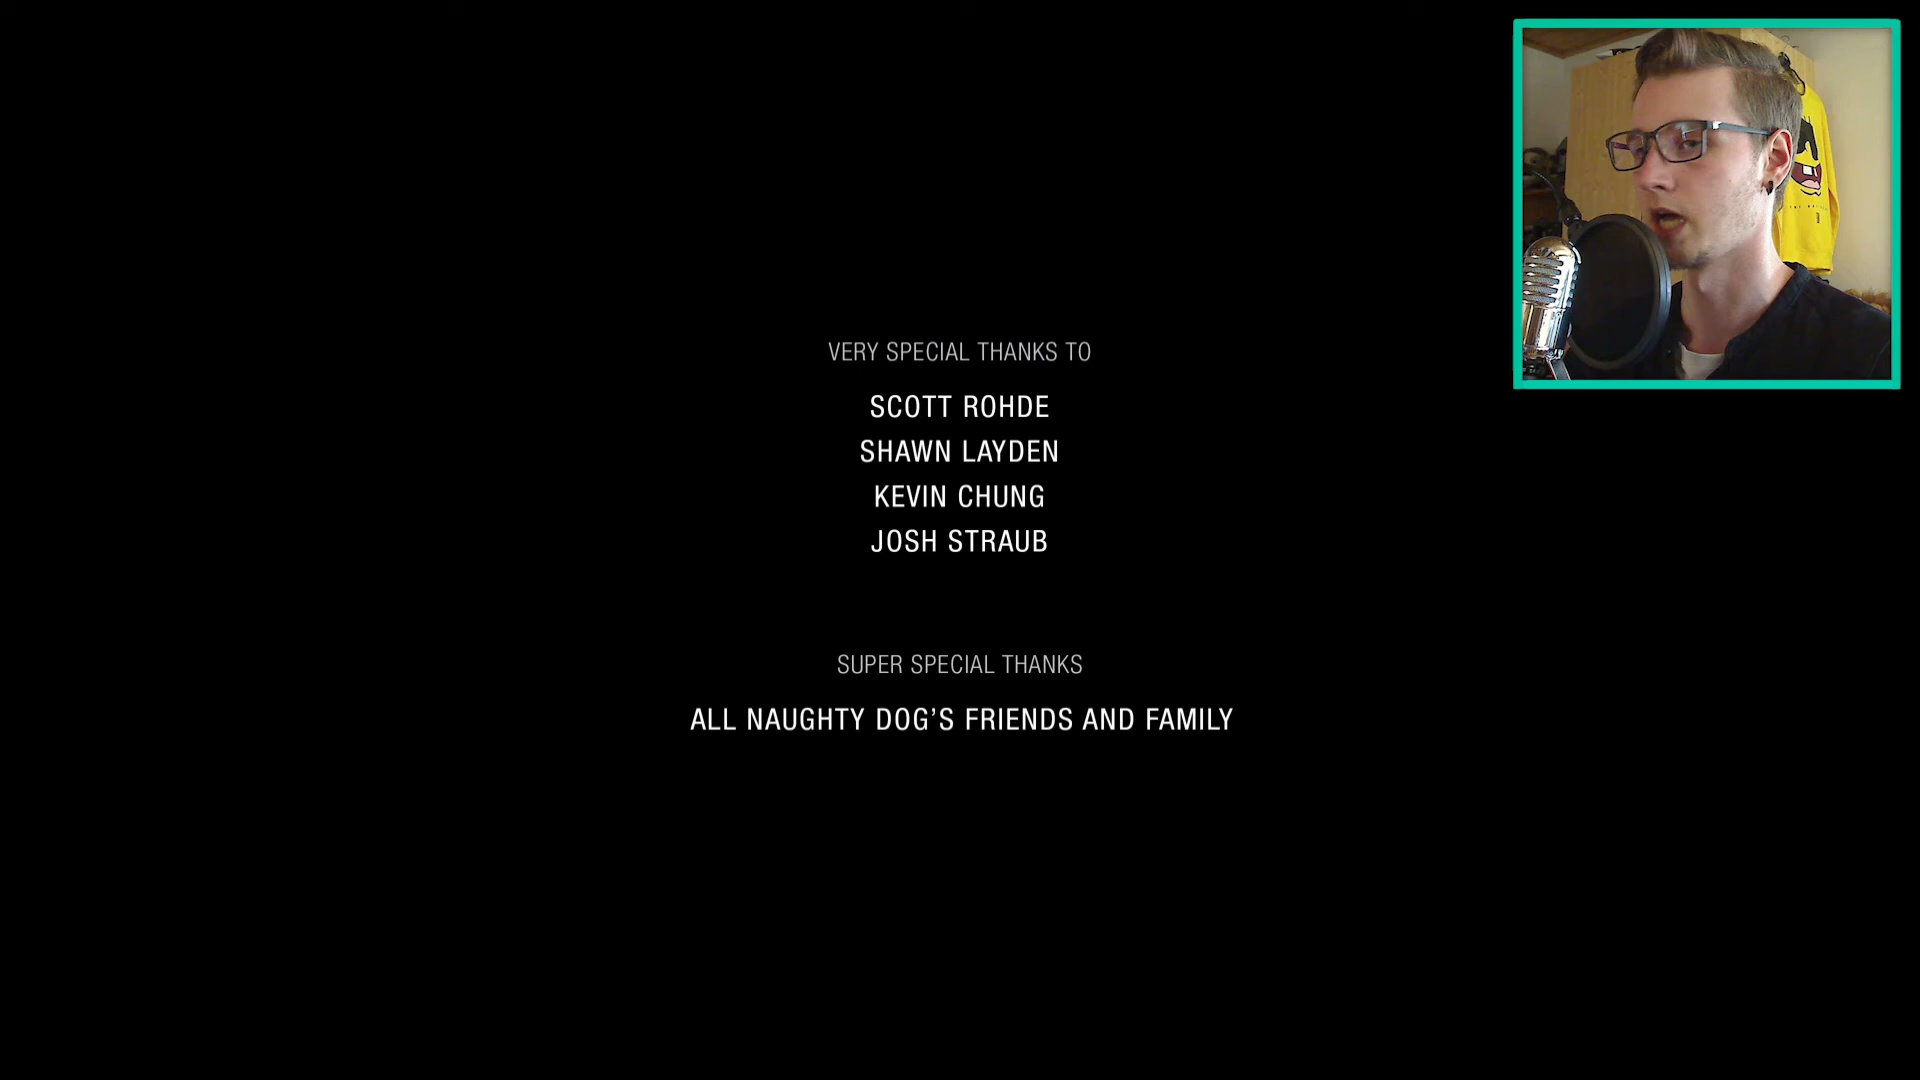 VERY SPECIAL THANKS TO
SCOTT ROHDE
SHAWN LAYDEN
KEVIN CHUNG
JOSH STRAUB
SUPER SPECIAL THANKS
ALL NAUGHTY DOG’S FRIENDS AND FAMILY